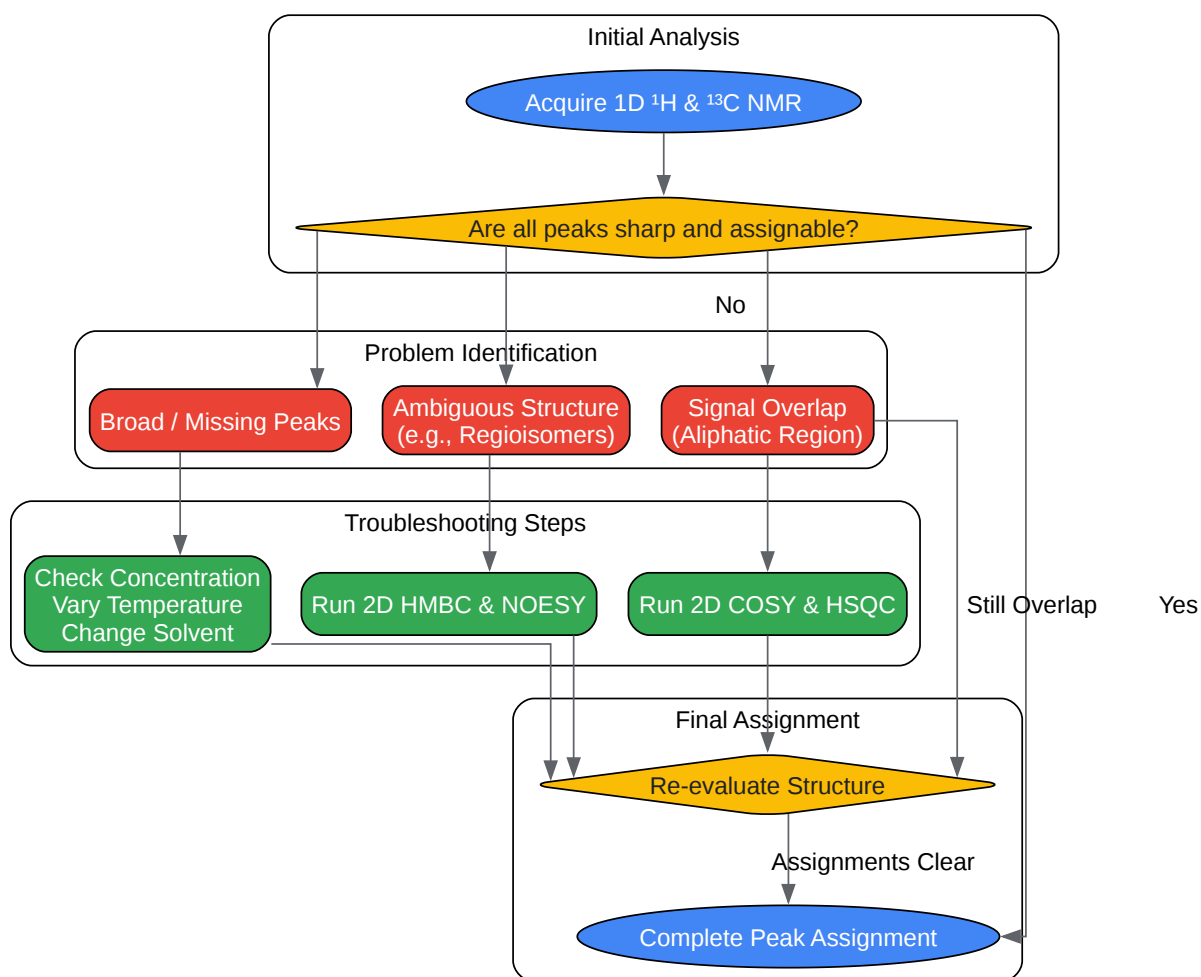 Initial Analysis
Acquire 1D ¹H & ¹³C NMR
Are all peaks sharp and assignable?
No
Problem Identification
Broad / Missing Peaks
Ambiguous Structure
(e.g., Regioisomers)
Signal Overlap
(Aliphatic Region)
Troubleshooting Steps
Check Concentration
Vary Temperature
Change Solvent
Run 2D HMBC & NOESY
Run 2D COSY & HSQC
Still Overlap
Yes
Final Assignment
Re-evaluate Structure
Assignments Clear
Complete Peak Assignment